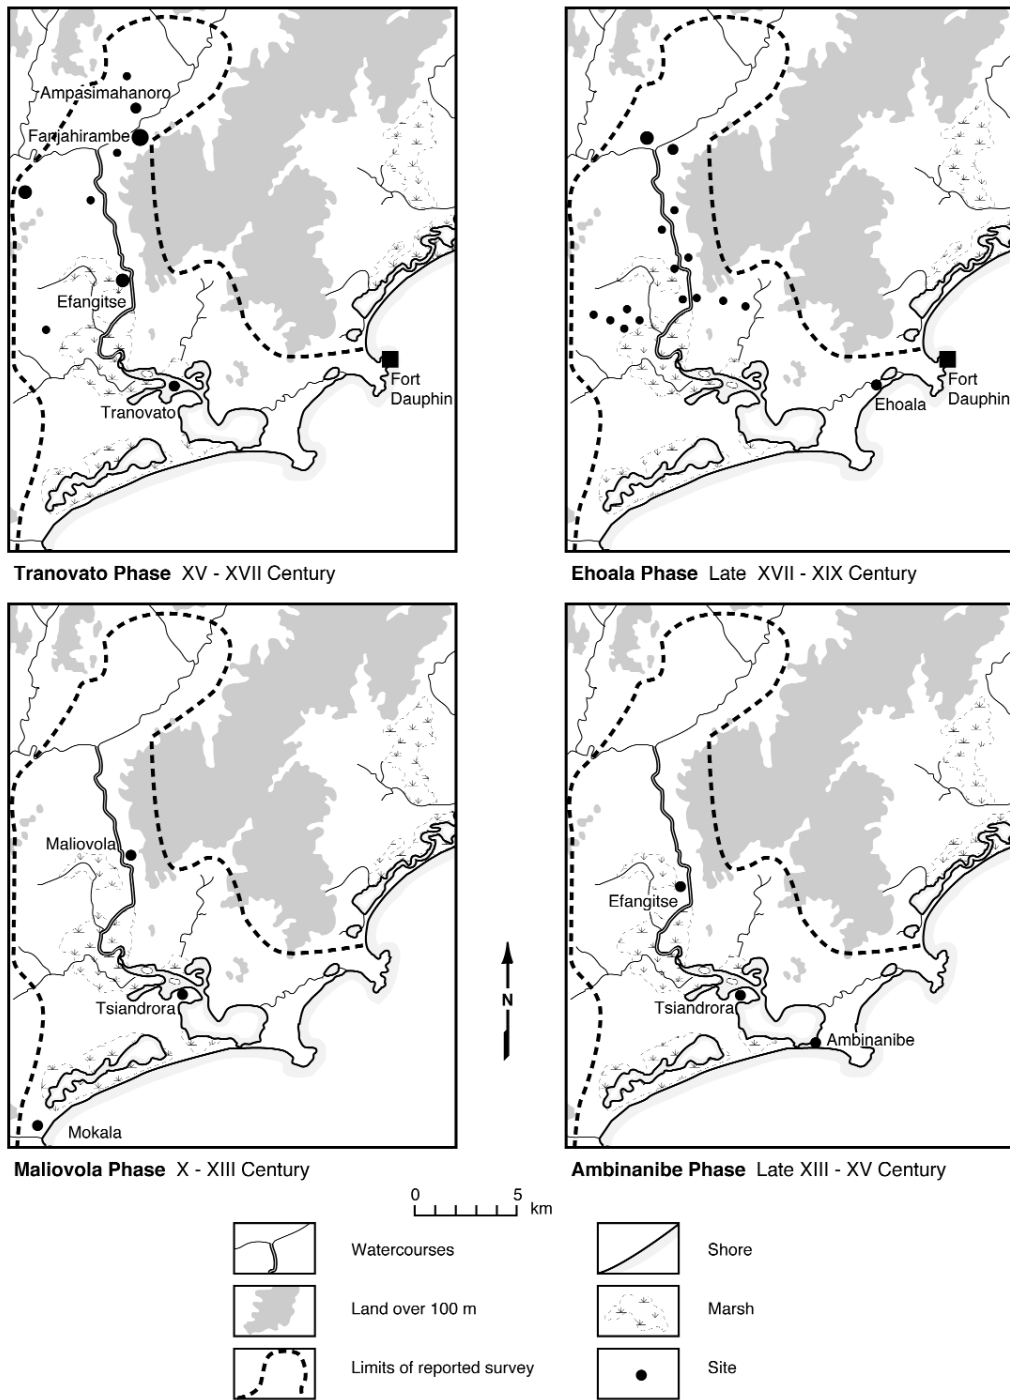 Ampasimahanoro
Fanjahirambe
Efangitse
Tranovato
Fort
Dauphin
Tranovato Phase XV - XVII Century
Ehoala
Fort
Dauphin
Ehoala Phase Late XVII - XIX Century
Maliovola
Tsiandrora
Mokala
Maliovola Phase X - XIII Century
N
Efangitse
Tsiandrora
Ambinanibe
Ambinanibe Phase Late XIII - XV Century
0 5
km
Watercourses
Shore
Land over 100 m
Marsh
Limits of reported survey
Site